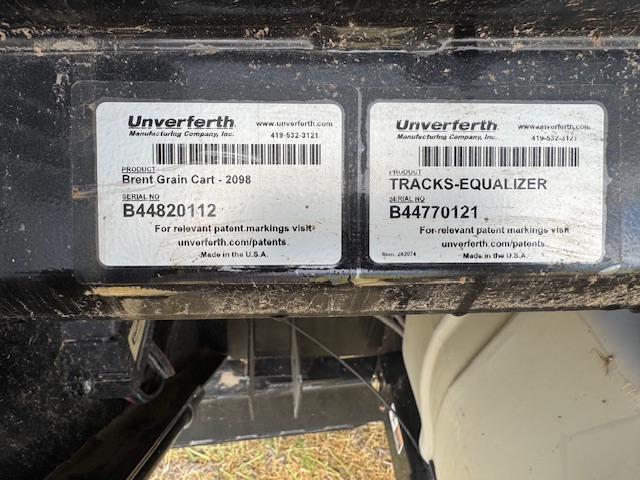 Unverferth
www.unverferth.com
Manufacturing Company, Inc.
419-532-3121
PRODUCT
Brent Grain Cart - 2098
SERIAL NO
B44820112
For relevant patent markings visit
unverferth.com/patents
Made in the U.S.A.
Unverferth
www.unverferth.com
Manufacturing Company, Inc.
419-532-3121
PRODUCT
TRACKS-EQUALIZER
SERIAL NO
B44770121
For relevant patent markings visit
unverferth.com/patents
Made in the U.S.A.